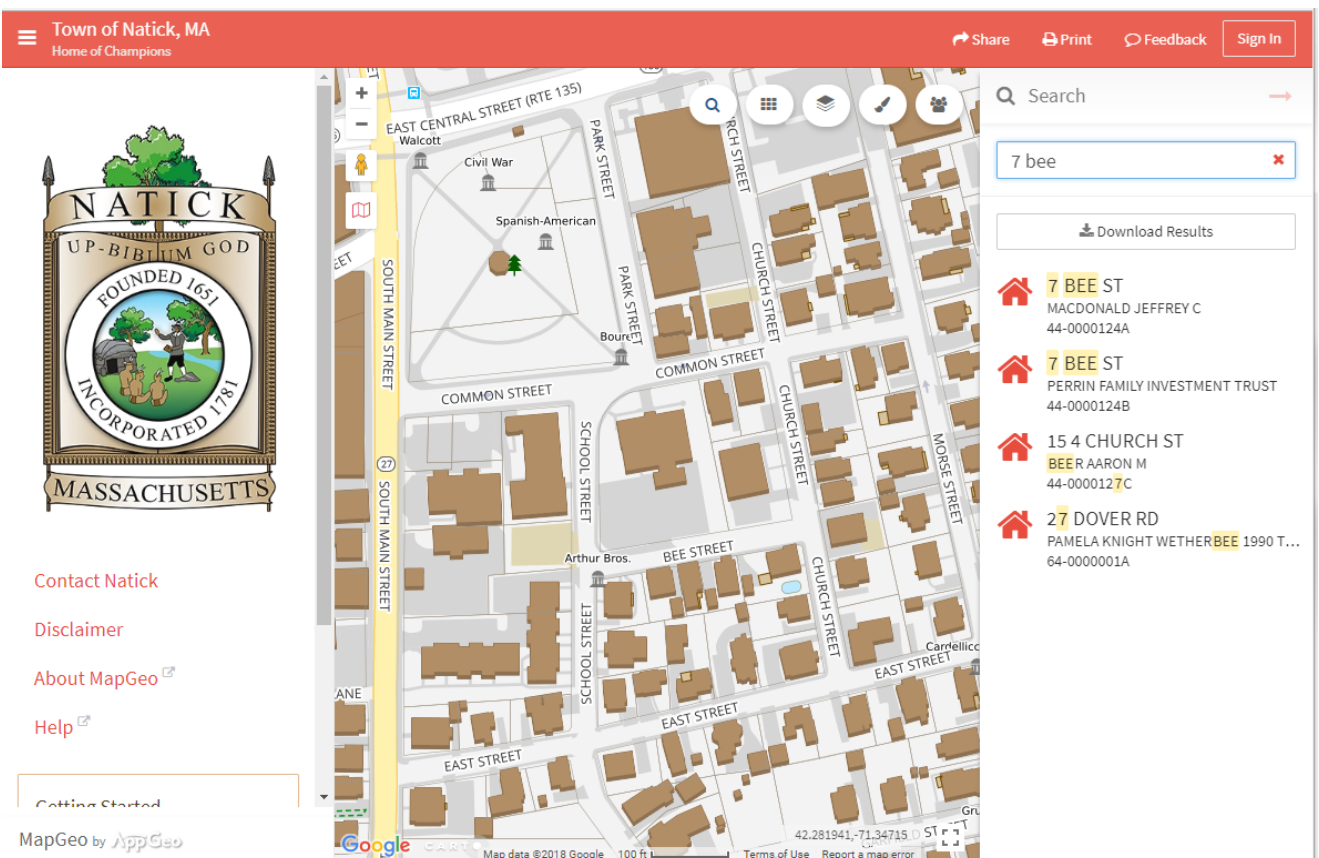 Town of Natick, MA
Home of Champions
Share
Print
Feedback
Sign In
NATICK
UP-BIBLUM GOD
FOUNDED 1651
INCORPORATED 1781
MASSACHUSETTS
Contact Natick
Disclaimer
About MapGeo
Help
Getting Started
MapGeo by AppGeo
+
−
EAST CENTRAL STREET (RTE 135)
Walcott
Civil War
Spanish-American
PARK STREET
CHURCH STREET
SOUTH MAIN STREET
PARK STREET
CHURCH STREET
COMMON STREET
COMMON STREET
SCHOOL STREET
CHURCH STREET
MORSE STREET
27
SOUTH MAIN STREET
Arthur Bros.
BEE STREET
SCHOOL STREET
CHURCH STREET
EAST STREET
EAST STREET
EAST STREET
42.281941,-71.34715
Google
CARTO
Map data ©2018 Google
100 ft
Terms of Use
Report a map error
Search
7 bee
Download Results
7 BEE ST
MACDONALD JEFFREY C
44-0000124A
7 BEE ST
PERRIN FAMILY INVESTMENT TRUST
44-0000124B
15 4 CHURCH ST
BEER AARON M
44-0000127C
27 DOVER RD
PAMELA KNIGHT WETHERBEE 1990 T...
64-0000001A